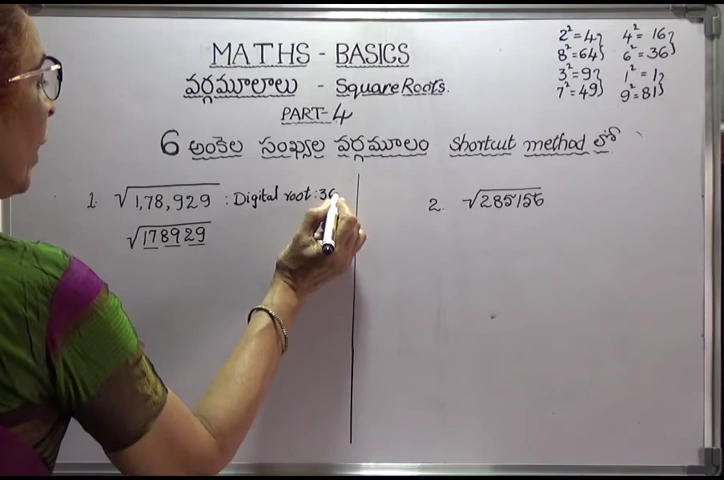 MATHS - BASICS
వర్గమూలాలు - Square Roots.
PART-4
6 అంకెల సంఖ్యల వర్గమూలం shortcut method లో
2²=4 4²=16
8²=64 6²=36
3²=9 1²=1
7²=49 9²=81
1. √1,78,929 : Digital root : 36
√178929
2. √285156